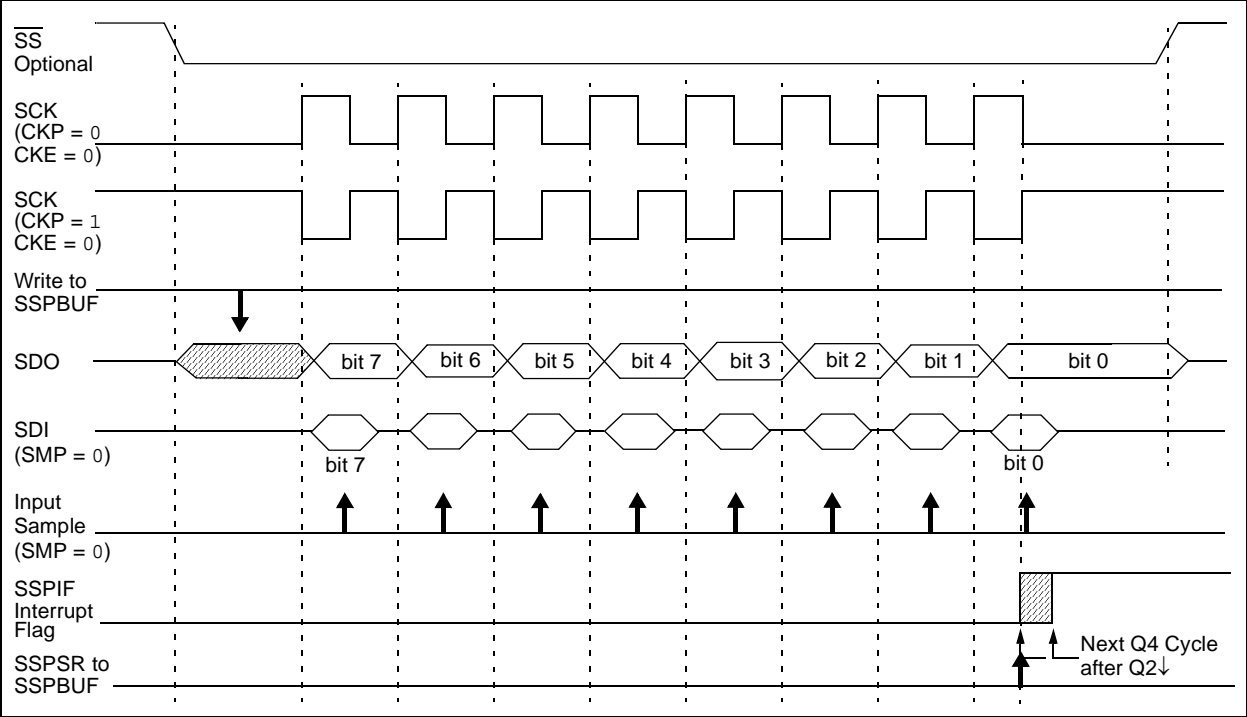 SS
Optional
SCK
(CKP = 0
CKE = 0)
SCK
(CKP = 1
CKE = 0)
Write to
SSPBUF
SDO
bit 7
bit 6
bit 5
bit 4
bit 3
bit 2
bit 1
bit 0
SDI
(SMP = 0)
bit 7
bit 0
Input
Sample
(SMP = 0)
SSPIF
Interrupt
Flag
Next Q4 Cycle
after Q2↓
SSPSR to
SSPBUF